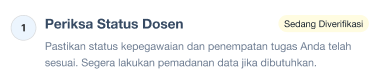 1
Periksa Status Dosen
Sedang Diverifikasi
Pastikan status kepegawaian dan penempatan tugas Anda telah
sesuai. Segera lakukan pemadanan data jika dibutuhkan.